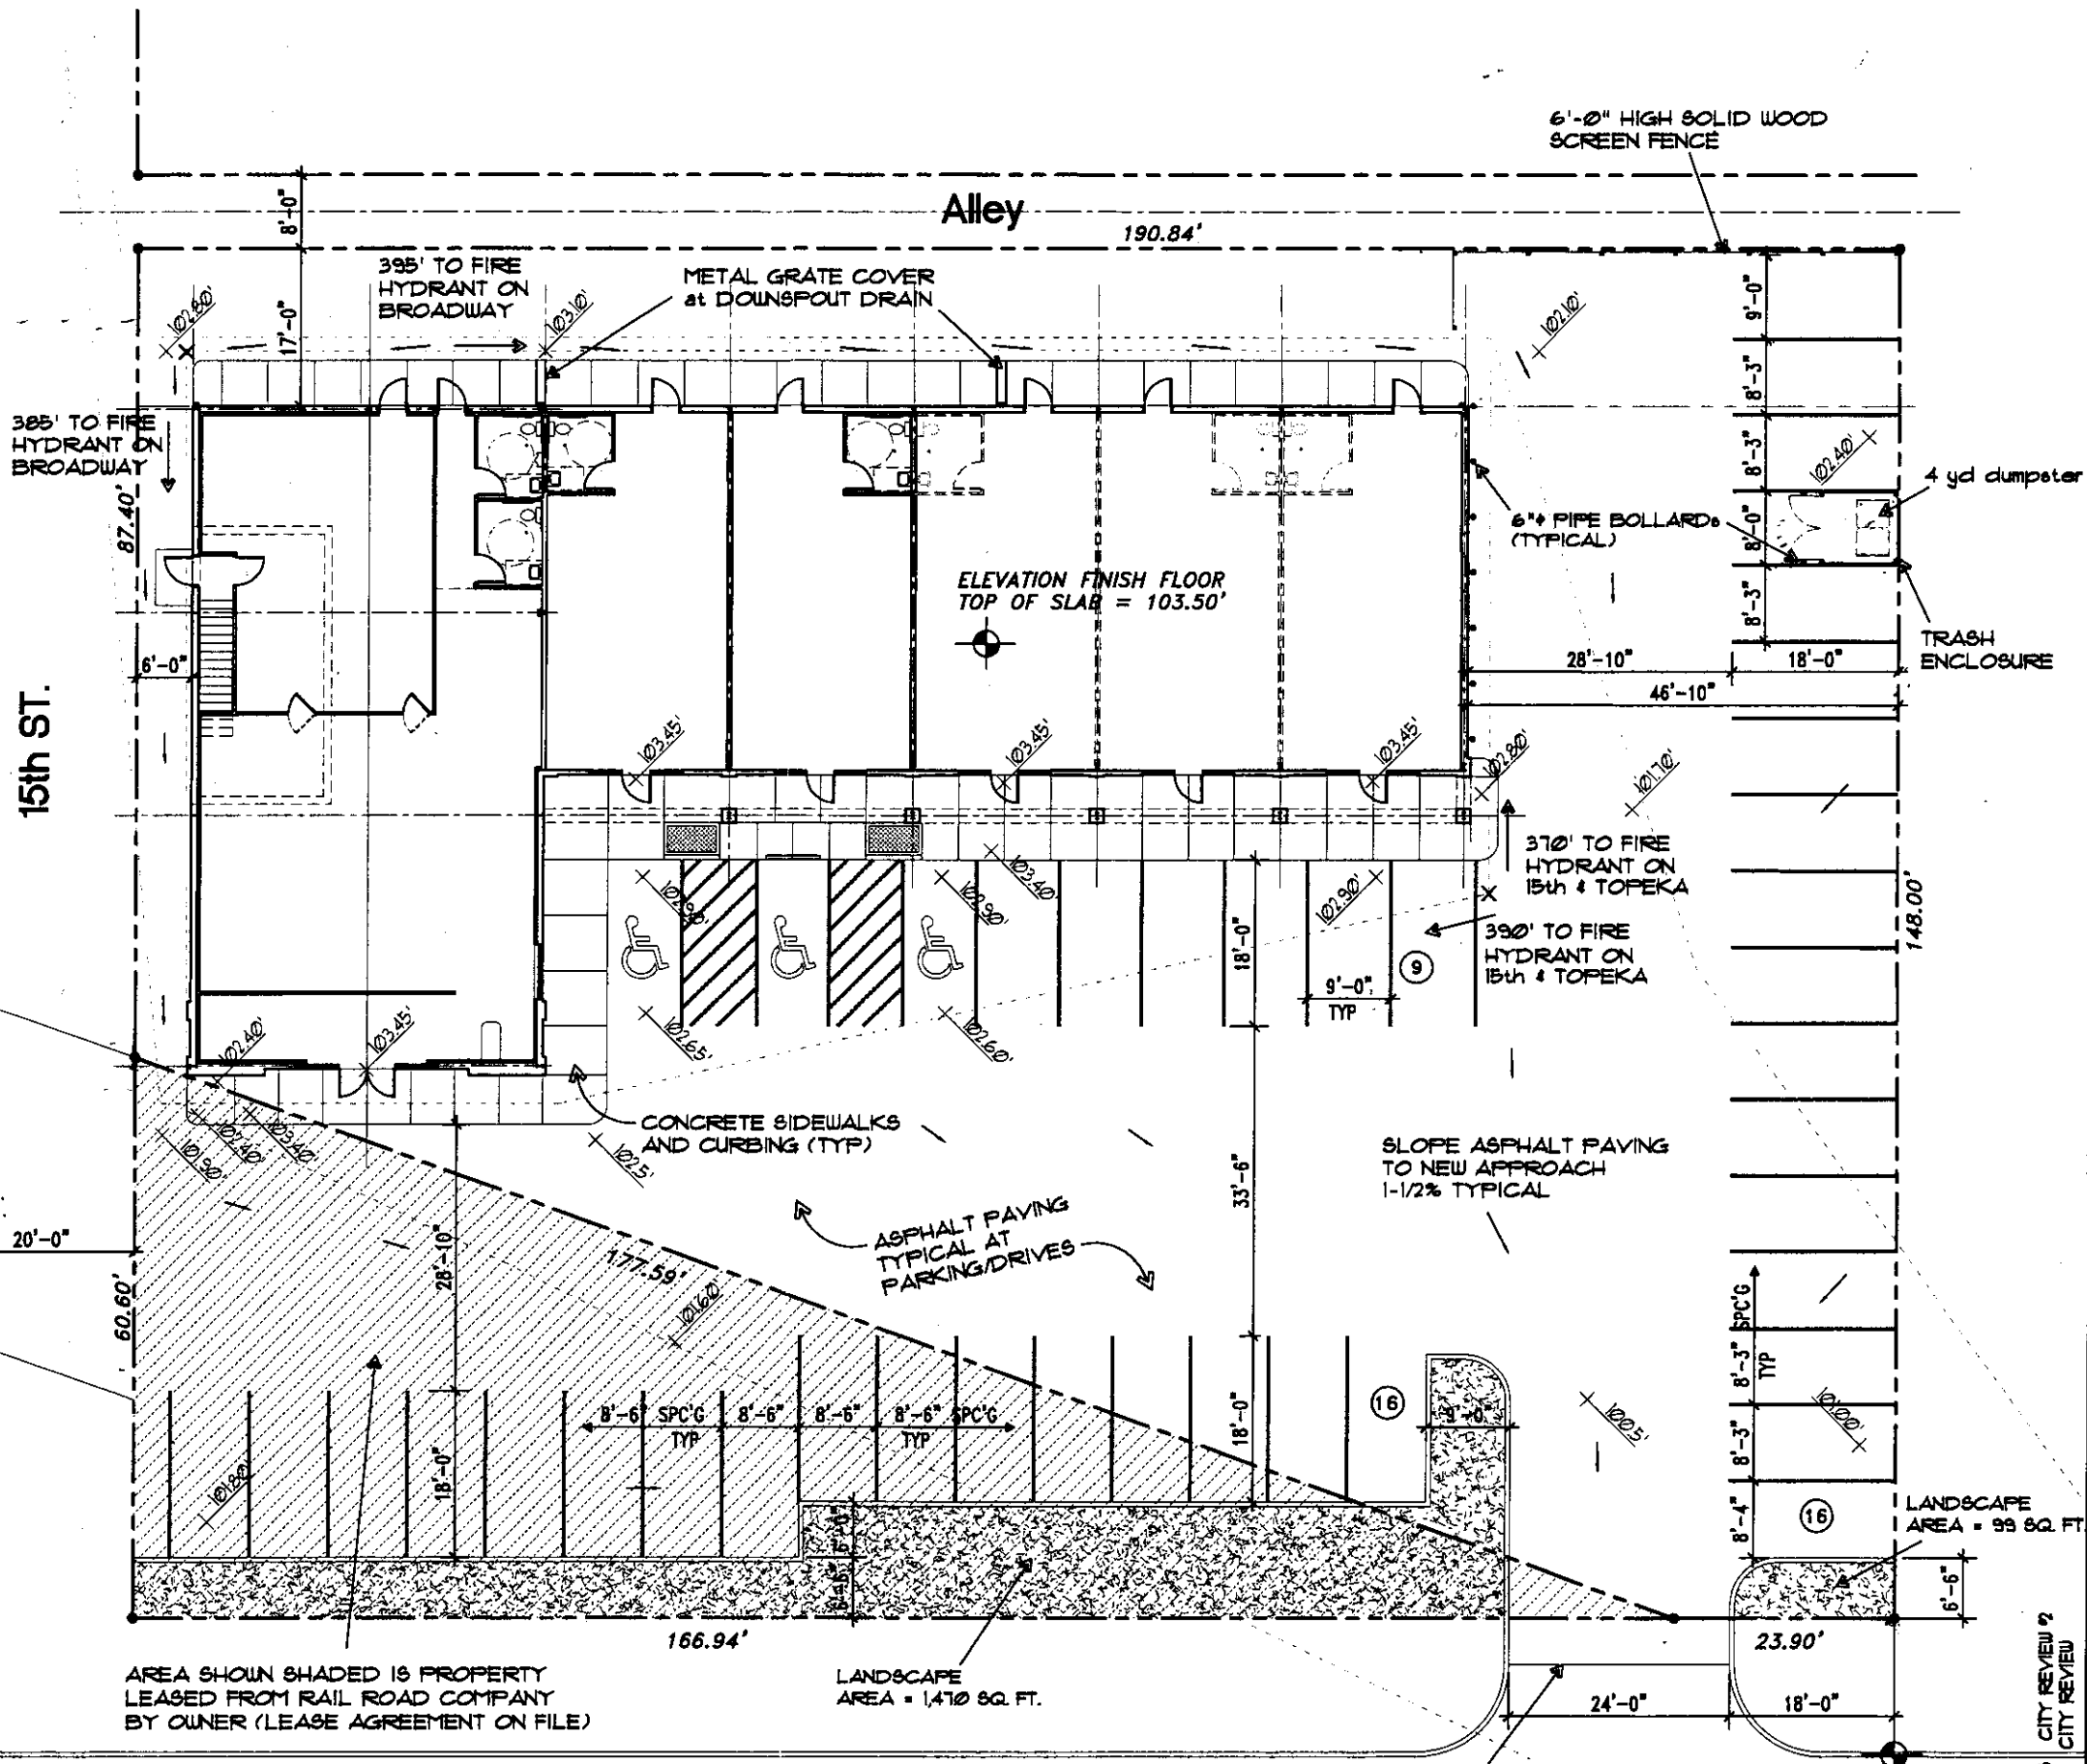 6'-0" HIGH SOLID WOOD
SCREEN FENCE
8'-0"
Alley
190.84'
395' TO FIRE
HYDRANT ON
BROADWAY
METAL GRATE COVER
at DOWNSPOUT DRAIN
102.80'
103.10'
102.10'
17'-0"
9'-0"
8'-3"
8'-3"
385' TO FIRE
HYDRANT ON
BROADWAY
102.40'
4 yd dumpster
87.40'
6"ϕ PIPE BOLLARDs
(TYPICAL)
8'-0"
ELEVATION FINISH FLOOR
TOP OF SLAB = 103.50'
8'-3"
TRASH
ENCLOSURE
6'-0"
28'-10"
18'-0"
46'-10"
15th ST.
103.45'
103.45'
103.45'
102.80'
101.70'
370' TO FIRE
HYDRANT ON
15th & TOPEKA
103.40'
102.90'
102.90'
102.90'
148.00'
390' TO FIRE
HYDRANT ON
15th & TOPEKA
18'-0"
9
9'-0"
TYP
102.40'
103.45'
102.65'
102.60'
CONCRETE SIDEWALKS
AND CURBING (TYP)
102.5'
101.90'
102.40'
103.40'
SLOPE ASPHALT PAVING
TO NEW APPROACH
1-1/2% TYPICAL
33'-6"
ASPHALT PAVING
TYPICAL AT
PARKING/DRIVES
20'-0"
28'-10"
177.59'
101.60'
60.60'
8'-3" SPC'G
TYP
8'-6" SPC'G
TYP
8'-6"
8'-6"
8'-6" SPC'G
TYP
16
9'-0"
18'-0"
18'-0"
100.5'
101.00'
8'-3"
101.80'
8'-4"
16
LANDSCAPE
AREA = 99 SQ. FT.
6'-0"
6'-6"
6'-6"
166.94'
23.90'
AREA SHOWN SHADED IS PROPERTY
LEASED FROM RAIL ROAD COMPANY
BY OWNER (LEASE AGREEMENT ON FILE)
LANDSCAPE
AREA = 1,470 SQ. FT.
24'-0"
18'-0"
CITY REVIEW #2
CITY REVIEW